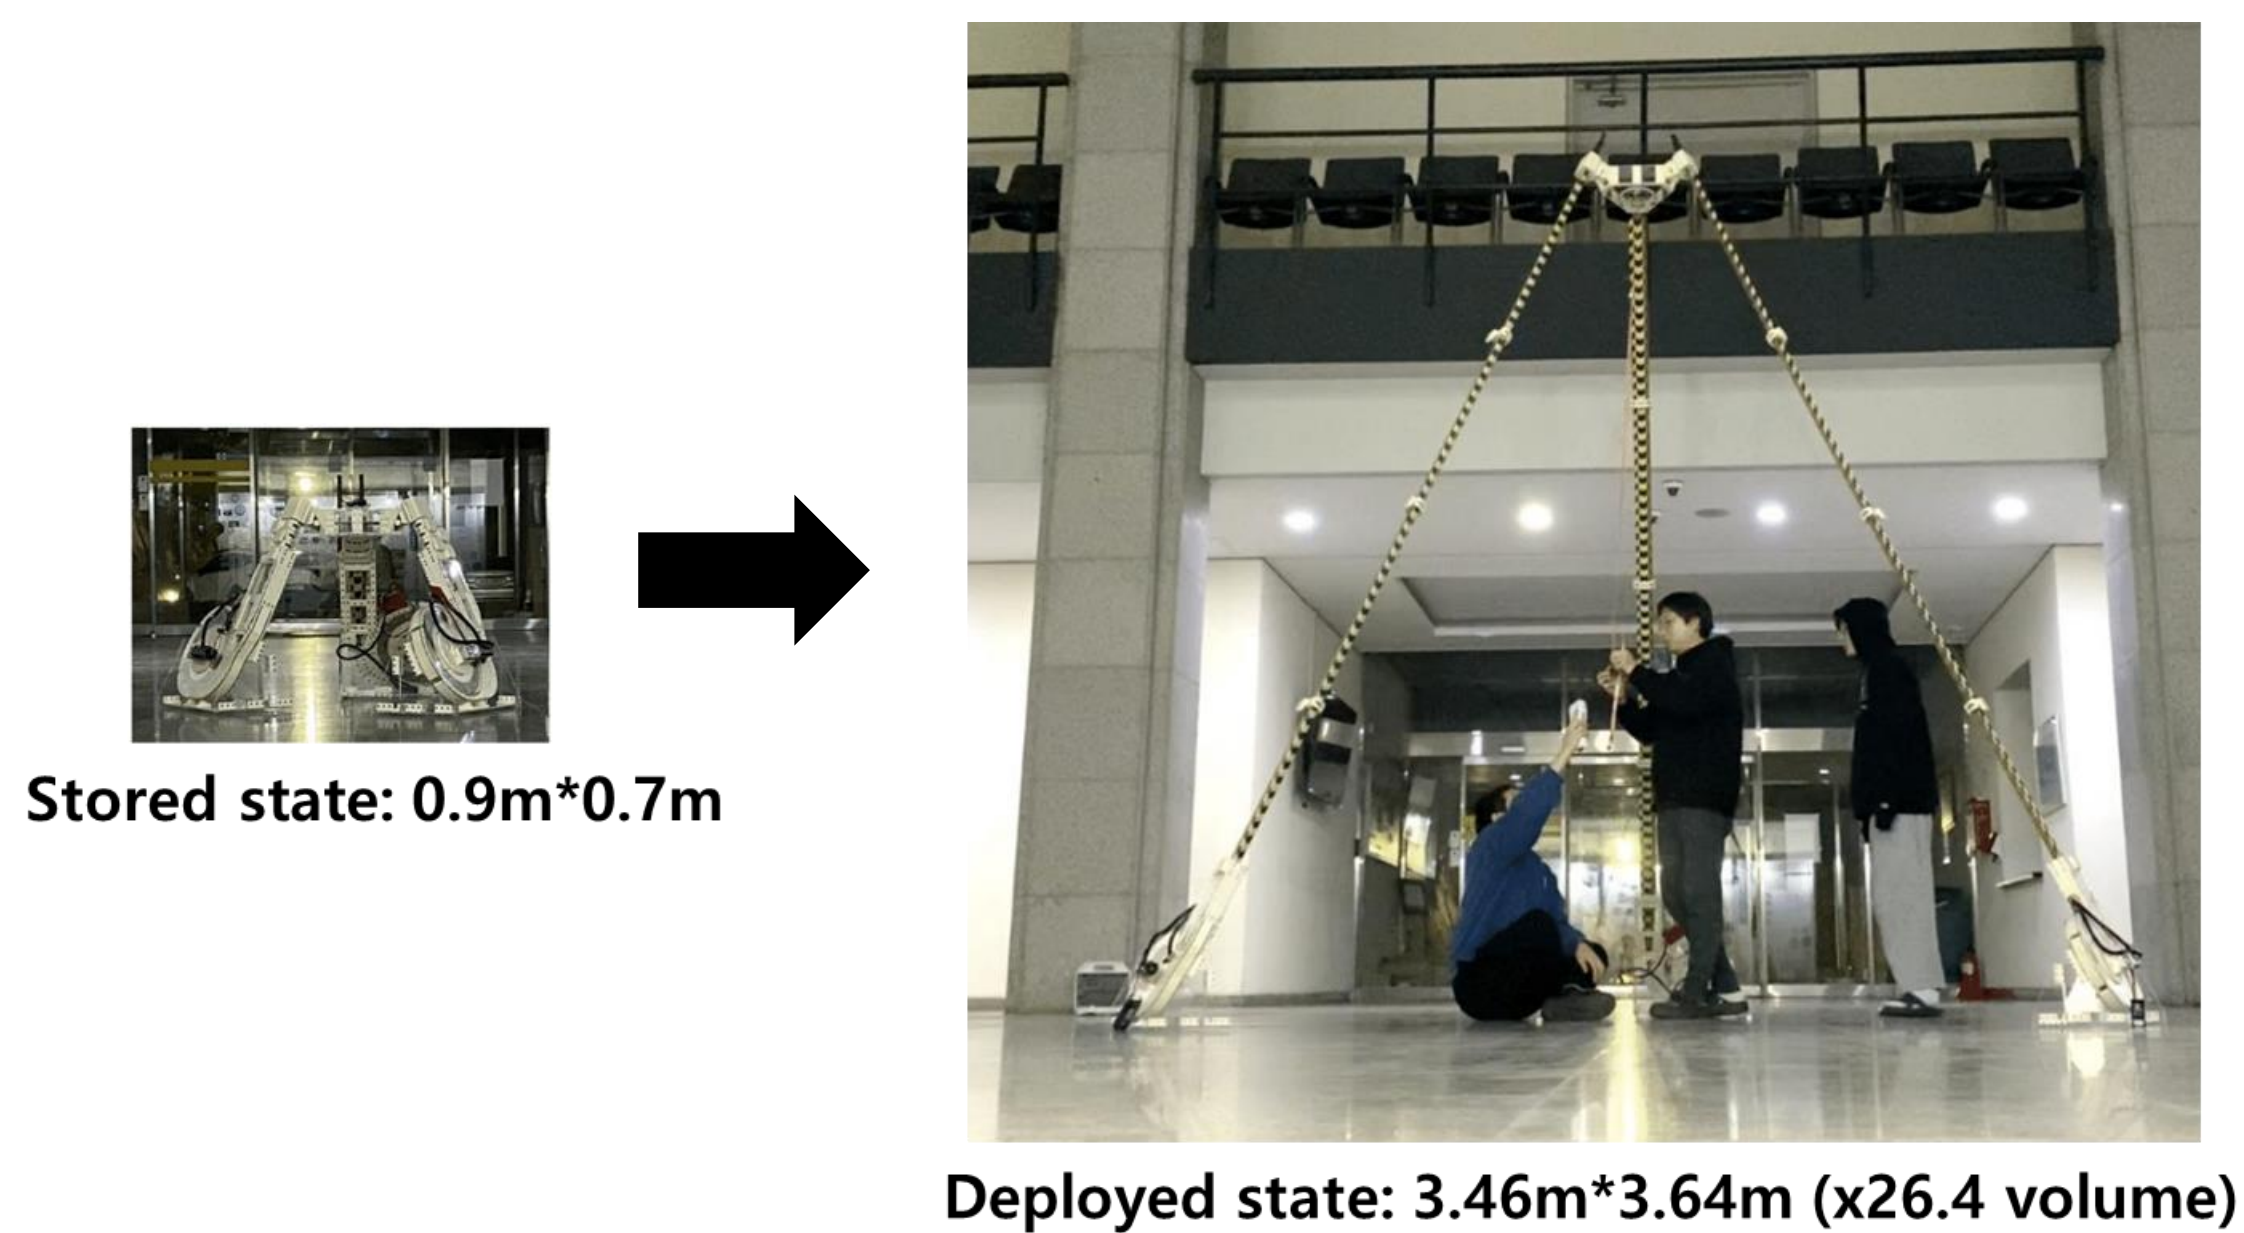 Stored state: 0.9m*0.7m
Deployed state: 3.46m*3.64m (x26.4 volume)